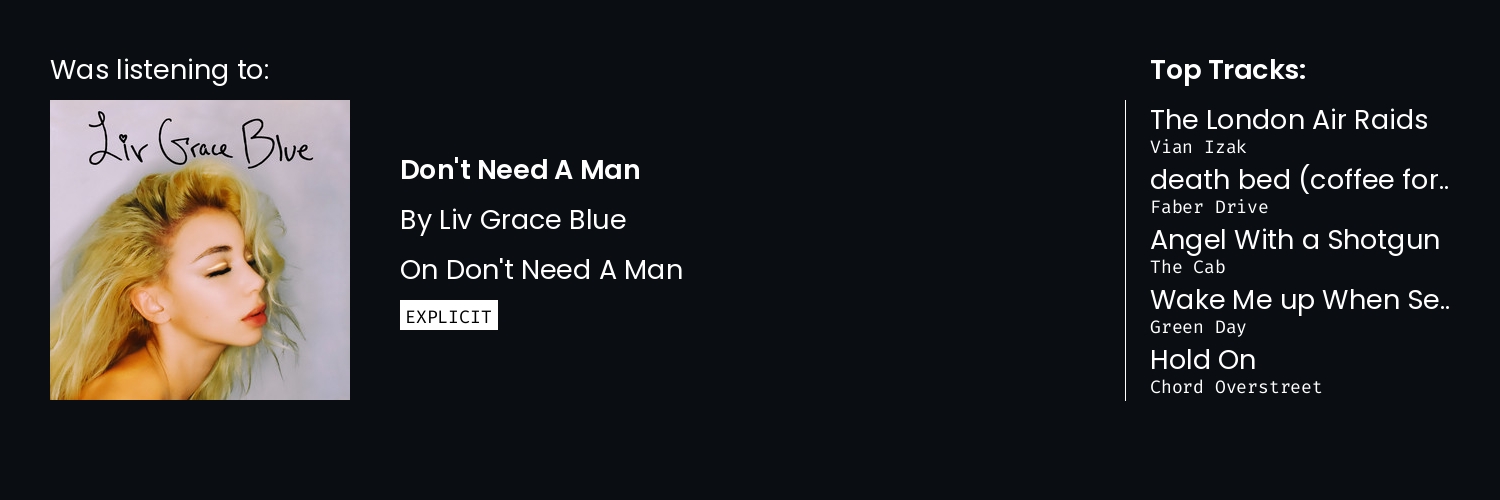 Was listening to:
Liv Grace Blue
Don't Need A Man
By Liv Grace Blue
On Don't Need A Man
EXPLICIT
Top Tracks:
The London Air Raids
Vian Izak
death bed (coffee for..
Faber Drive
Angel With a Shotgun
The Cab
Wake Me up When Se..
Green Day
Hold On
Chord Overstreet